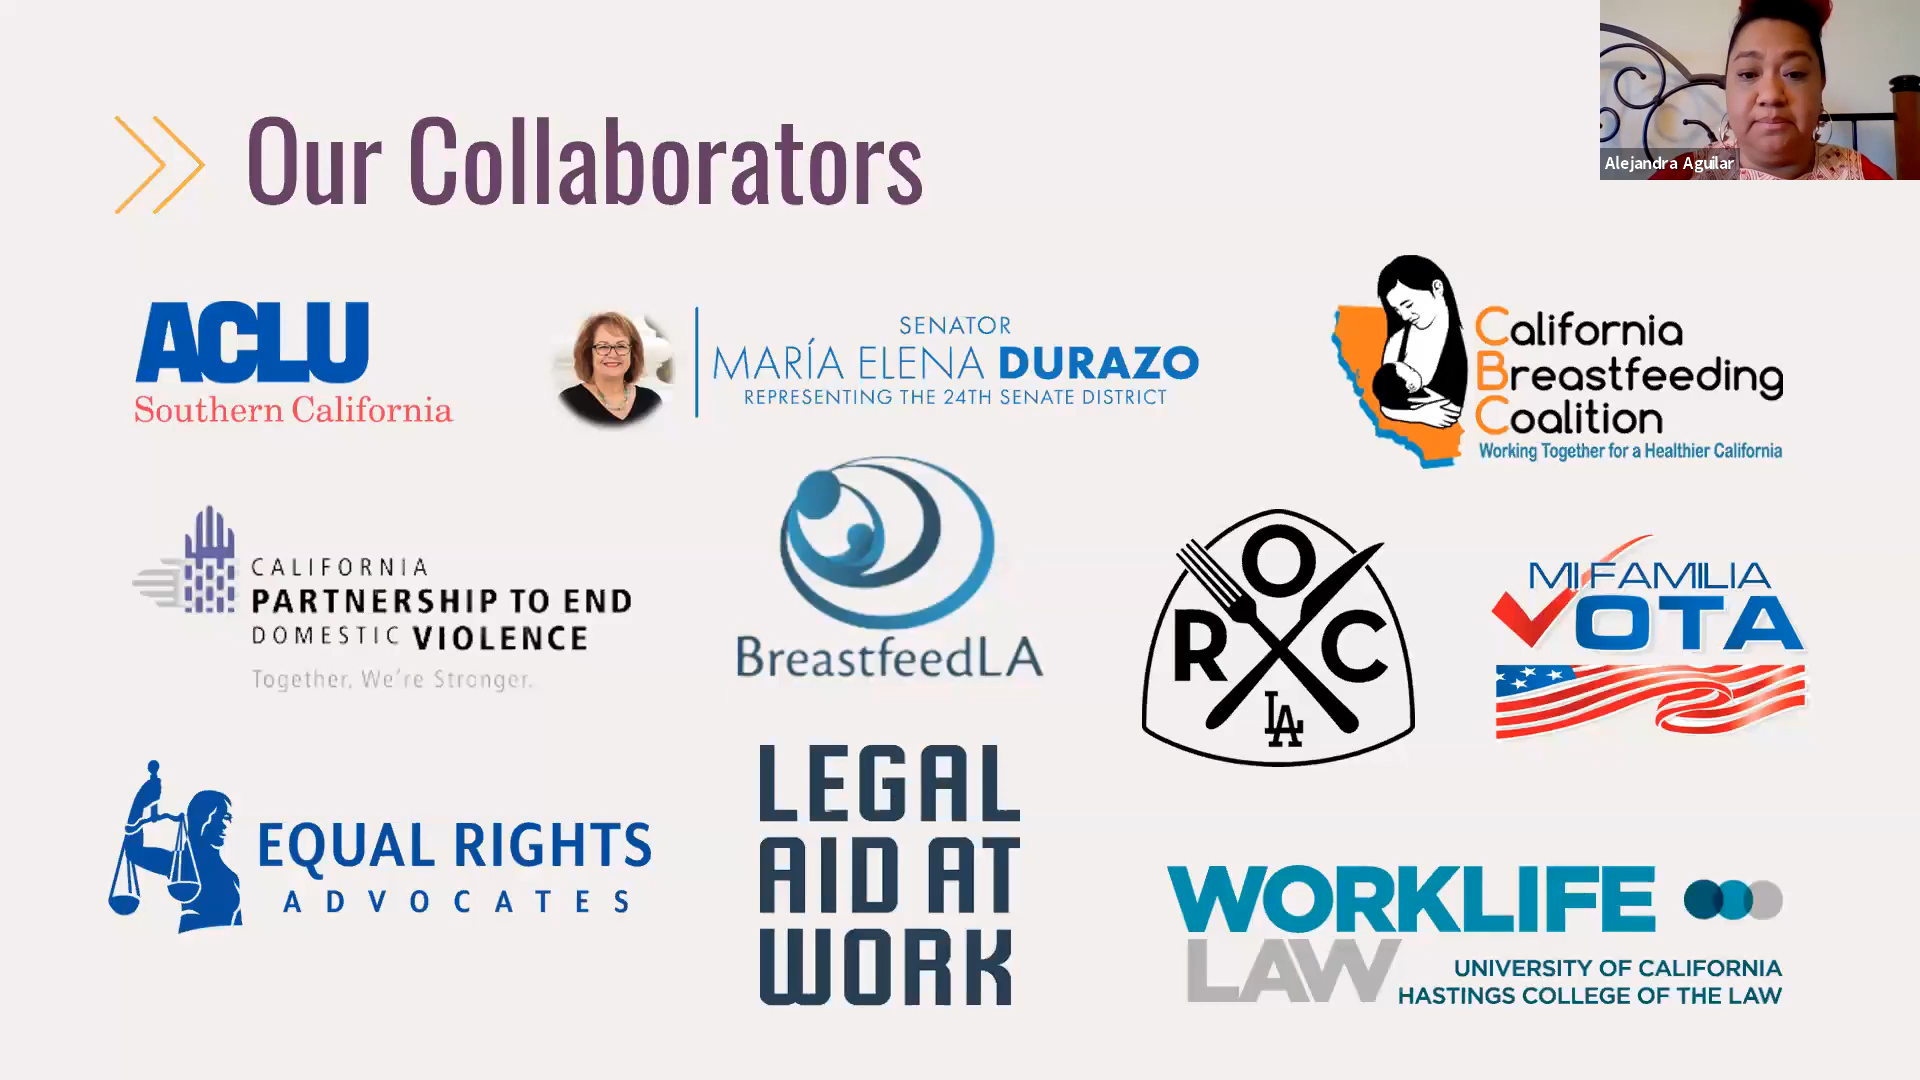 Our Collaborators
Alejandra Aguilar
ACLU
Southern California
SENATOR
MARÍA ELENA DURAZO
REPRESENTING THE 24TH SENATE DISTRICT
California
Breastfeeding
Coalition
Working Together for a Healthier California
CALIFORNIA
PARTNERSHIP TO END
DOMESTIC VIOLENCE
Together, We're Stronger.
BreastfeedLA
ROC
LA
MI FAMILIA
VOTA
EQUAL RIGHTS
ADVOCATES
LEGAL
AID AT
WORK
WORKLIFE
LAW
UNIVERSITY OF CALIFORNIA
HASTINGS COLLEGE OF THE LAW